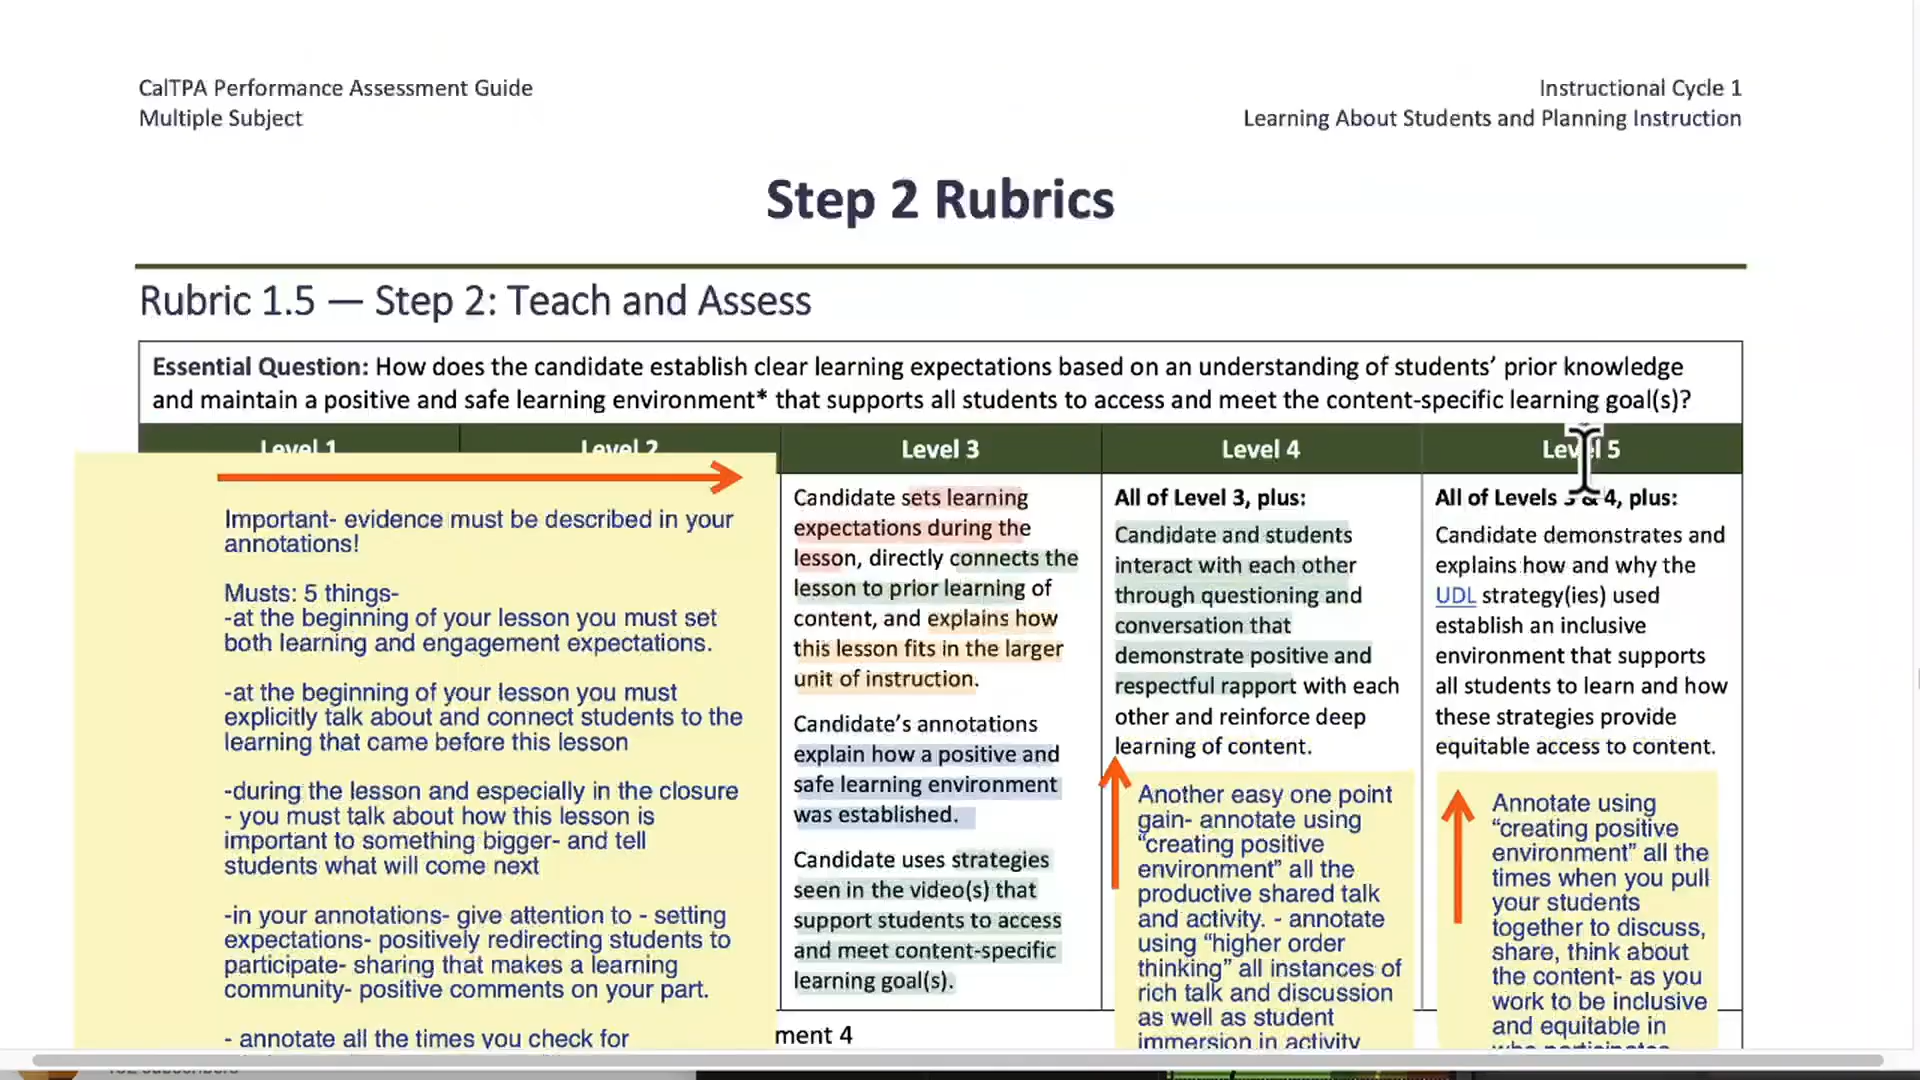 CalTPA Performance Assessment Guide
Multiple Subject
Instructional Cycle 1
Learning About Students and Planning Instruction
Step 2 Rubrics
Rubric 1.5 — Step 2: Teach and Assess
Essential Question: How does the candidate establish clear learning expectations based on an understanding of students’ prior knowledge
and maintain a positive and safe learning environment* that supports all students to access and meet the content-specific learning goal(s)?
Level 1
Level 2
Level 3
Level 4
Level 5
Important- evidence must be described in your
annotations!
Musts: 5 things-
-at the beginning of your lesson you must set
both learning and engagement expectations.
-at the beginning of your lesson you must
explicitly talk about and connect students to the
learning that came before this lesson
-during the lesson and especially in the closure
- you must talk about how this lesson is
important to something bigger- and tell
students what will come next
-in your annotations- give attention to - setting
expectations- positively redirecting students to
participate- sharing that makes a learning
community- positive comments on your part.
- annotate all the times you check for
Candidate sets learning
expectations during the
lesson, directly connects the
lesson to prior learning of
content, and explains how
this lesson fits in the larger
unit of instruction.
Candidate’s annotations
explain how a positive and
safe learning environment
was established.
Candidate uses strategies
seen in the video(s) that
support students to access
and meet content-specific
learning goal(s).
ment 4
All of Level 3, plus:
Candidate and students
interact with each other
through questioning and
conversation that
demonstrate positive and
respectful rapport with each
other and reinforce deep
learning of content.
Another easy one point
gain- annotate using
“creating positive
environment” all the
productive shared talk
and activity. - annotate
using “higher order
thinking” all instances of
rich talk and discussion
as well as student
immersion in activity
All of Levels 3 & 4, plus:
Candidate demonstrates and
explains how and why the
UDL strategy(ies) used
establish an inclusive
environment that supports
all students to learn and how
these strategies provide
equitable access to content.
Annotate using
“creating positive
environment” all the
times when you pull
your students
together to discuss,
share, think about
the content- as you
work to be inclusive
and equitable in